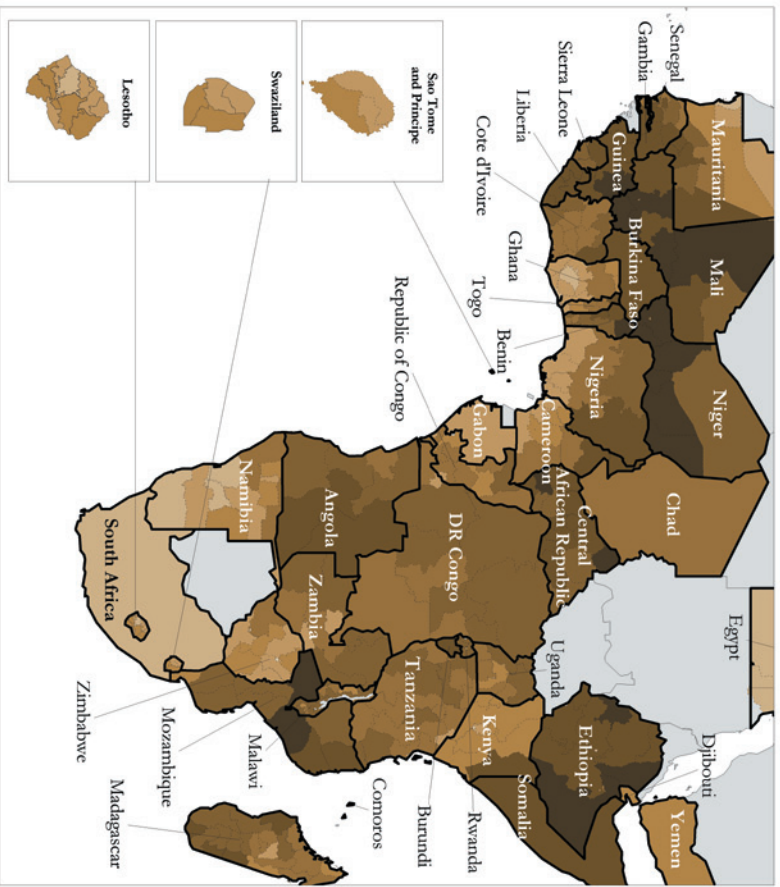 Senegal
Gambia
Mauritania
Mali
Niger
Chad
Egypt
Djibouti
Yemen
Sierra Leone
Guinea
Burkina Faso
Liberia
Cote d'Ivoire
Ghana
Togo
Benin
Nigeria
Cameroon
Central
African Republic
Ethiopia
Somalia
Republic of Congo
Gabon
DR Congo
Uganda
Kenya
Rwanda
Burundi
Tanzania
Comoros
Angola
Zambia
Malawi
Mozambique
Zimbabwe
Madagascar
Namibia
South Africa
Sao Tome
and Principe
Swaziland
Lesotho